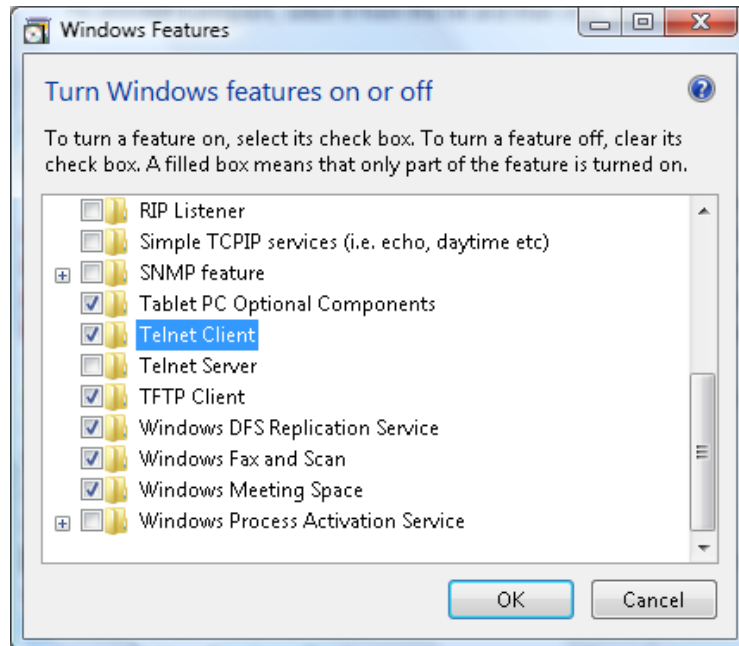 Windows Features
Turn Windows features on or off
To turn a feature on, select its check box. To turn a feature off, clear its
check box. A filled box means that only part of the feature is turned on.
RIP Listener
Simple TCPIP services (i.e. echo, daytime etc)
SNMP feature
Tablet PC Optional Components
Telnet Client
Telnet Server
TFTP Client
Windows DFS Replication Service
Windows Fax and Scan
Windows Meeting Space
Windows Process Activation Service
OK Cancel